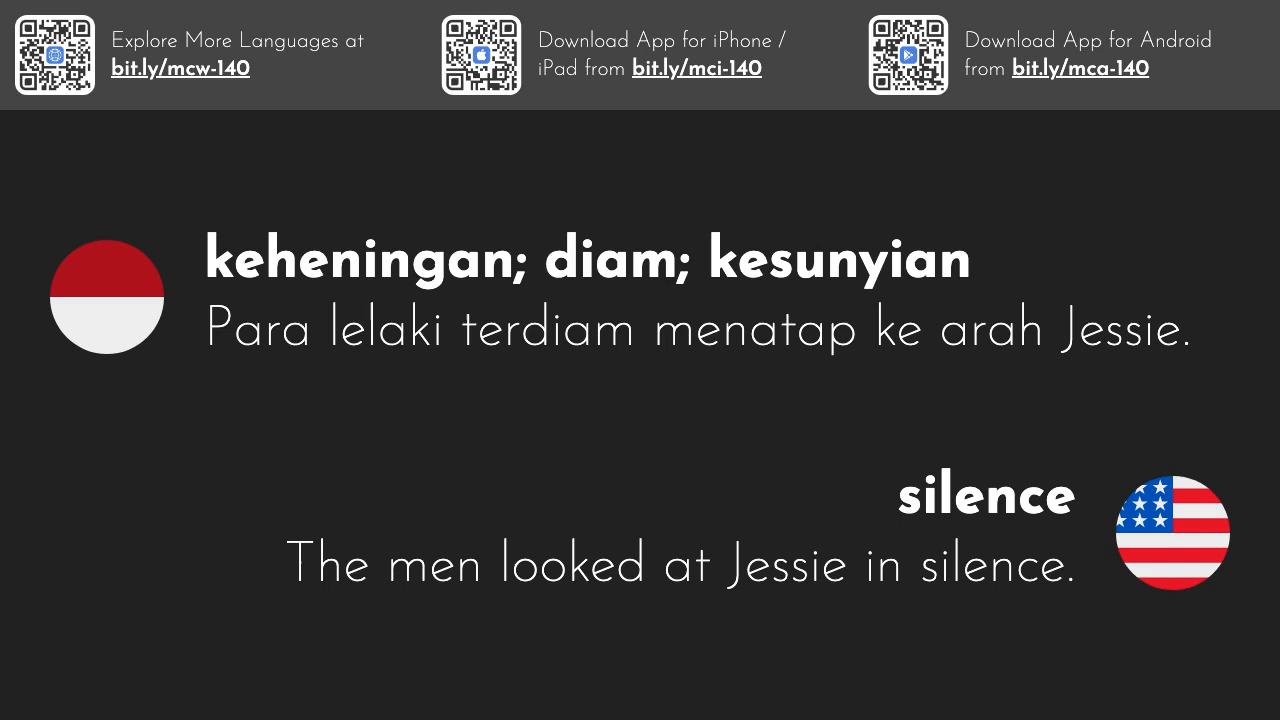 Explore More Languages at
bit.ly/mcw-140
Download App for iPhone /
iPad from bit.ly/mci-140
Download App for Android
from bit.ly/mca-140
keheningan; diam; kesunyian
Para lelaki terdiam menatap ke arah Jessie.
silence
The men looked at Jessie in silence.